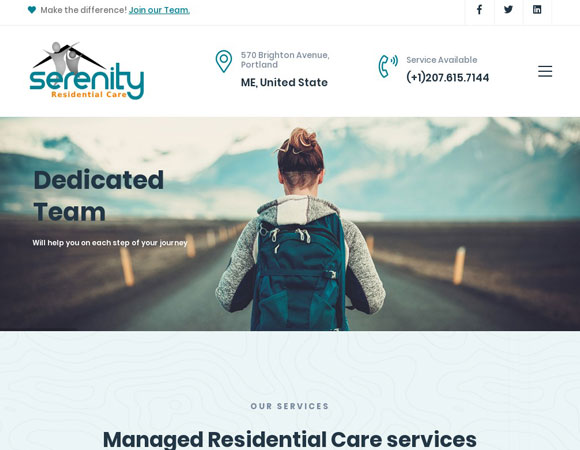 Make the difference! Join our Team.
serenity
Residential Care
570 Brighton Avenue,
Portland
ME, United State
Service Available
(+1)207.615.7144
Dedicated
Team
Will help you on each step of your journey
OUR SERVICES
Managed Residential Care services